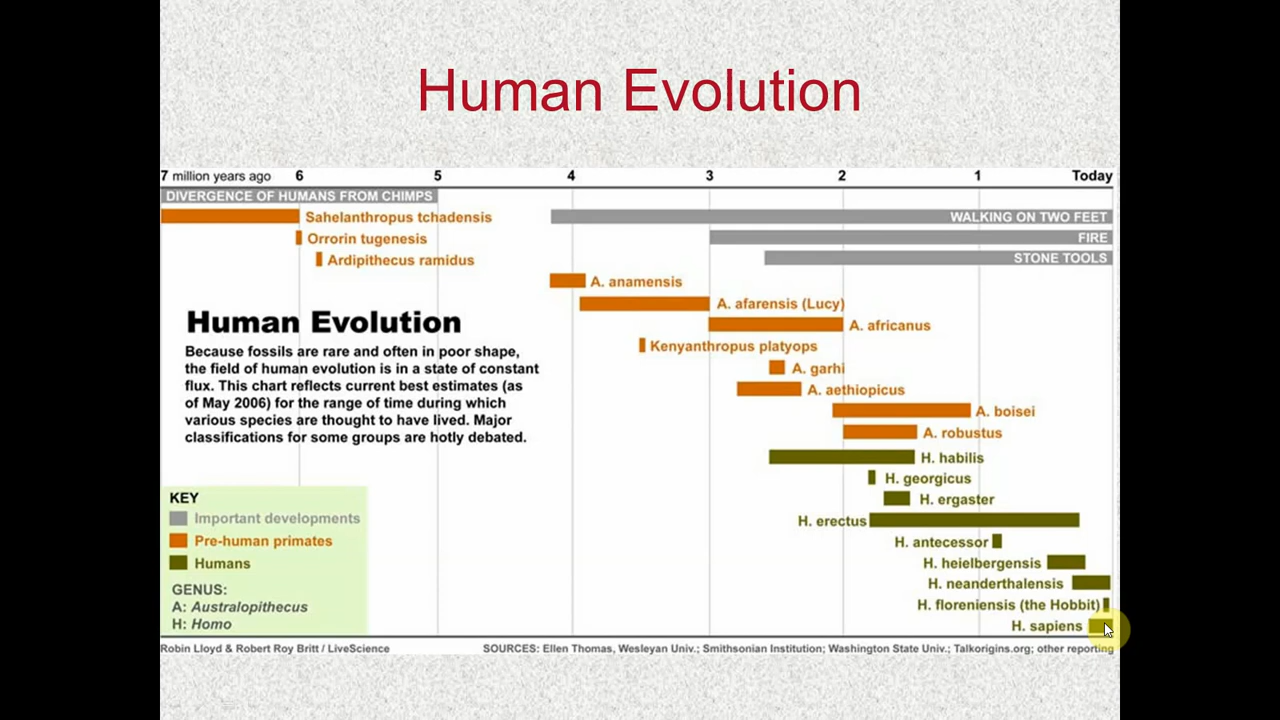 Human Evolution
7 million years ago 6 5 4 3 2 1 Today
DIVERGENCE OF HUMANS FROM CHIMPS
Sahelanthropus tchadensis
WALKING ON TWO FEET
Orrorin tugenesis
FIRE
Ardipithecus ramidus
STONE TOOLS
A. anamensis
A. afarensis (Lucy)
A. africanus
Kenyanthropus platyops
A. garhi
A. aethiopicus
A. boisei
A. robustus
H. habilis
H. georgicus
H. ergaster
H. erectus
H. antecessor
H. heielbergensis
H. neanderthalensis
H. floreniensis (the Hobbit)
H. sapiens
Human Evolution
Because fossils are rare and often in poor shape,
the field of human evolution is in a state of constant
flux. This chart reflects current best estimates (as
of May 2006) for the range of time during which
various species are thought to have lived. Major
classifications for some groups are hotly debated.
KEY
Important developments
Pre-human primates
Humans
GENUS:
A: Australopithecus
H: Homo
Robin Lloyd & Robert Roy Britt / LiveScience
SOURCES: Ellen Thomas, Wesleyan Univ.; Smithsonian Institution; Washington State Univ.; Talkorigins.org; other reporting